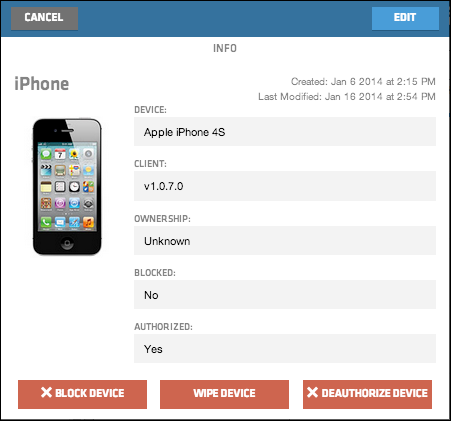 CANCEL
EDIT
INFO
iPhone
Created: Jan 6 2014 at 2:15 PM
Last Modified: Jan 16 2014 at 2:54 PM
DEVICE:
Apple iPhone 4S
CLIENT:
v1.0.7.0
OWNERSHIP:
Unknown
BLOCKED:
No
AUTHORIZED:
Yes
✕ BLOCK DEVICE
WIPE DEVICE
✕ DEAUTHORIZE DEVICE